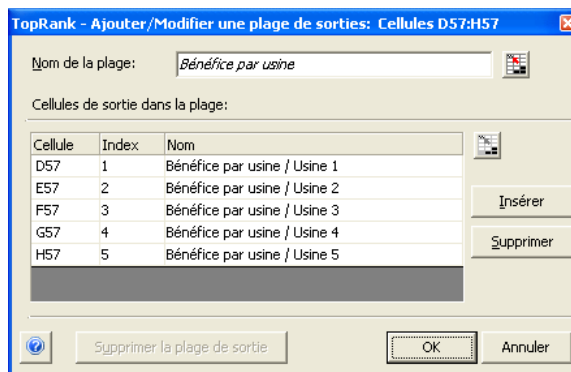 TopRank - Ajouter/Modifier une plage de sorties: Cellules D57:H57
Nom de la plage: Bénéfice par usine
Cellules de sortie dans la plage:
Cellule Index Nom
D57 1 Bénéfice par usine / Usine 1
E57 2 Bénéfice par usine / Usine 2
F57 3 Bénéfice par usine / Usine 3
G57 4 Bénéfice par usine / Usine 4
H57 5 Bénéfice par usine / Usine 5
Insérer
Supprimer
Supprimer la plage de sortie OK Annuler